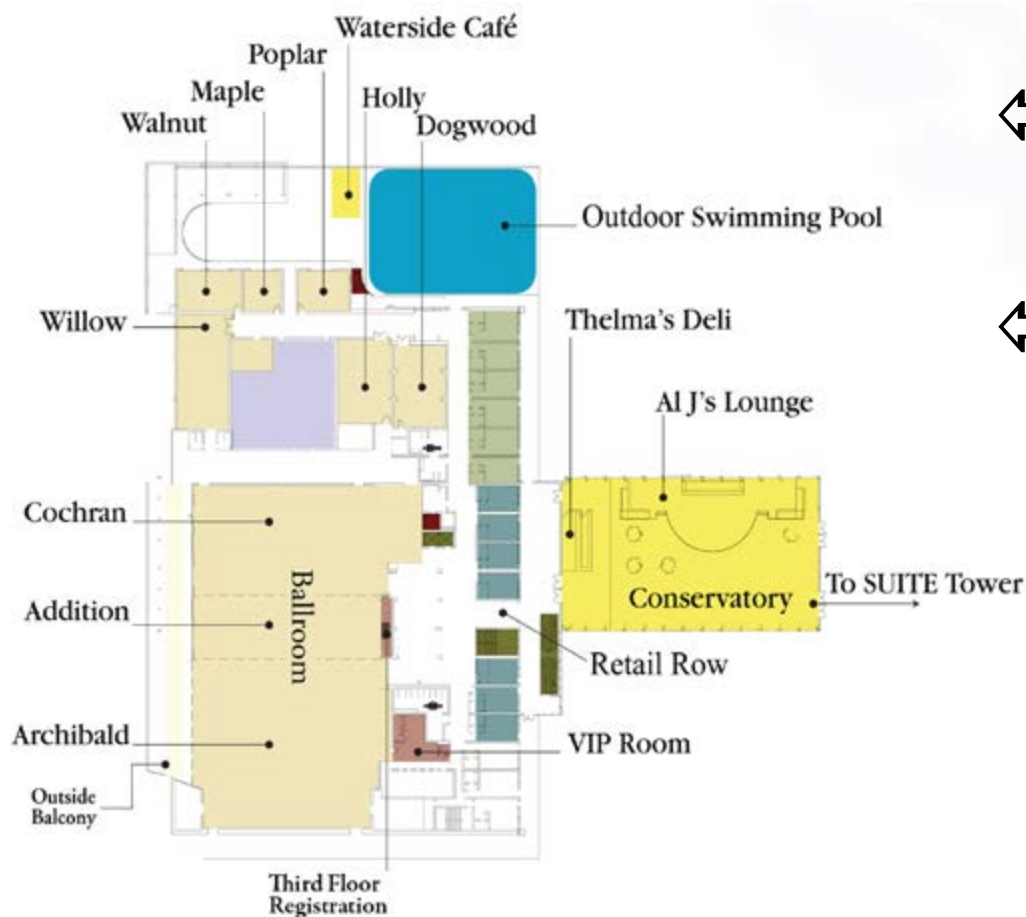 Waterside Café
Poplar
Maple
Holly
Walnut
Dogwood
Outdoor Swimming Pool
Willow
Thelma's Deli
Al J's Lounge
Cochran
Ballroom
Conservatory
To SUITE Tower
Addition
Retail Row
Archibald
VIP Room
Outside
Balcony
Third Floor
Registration